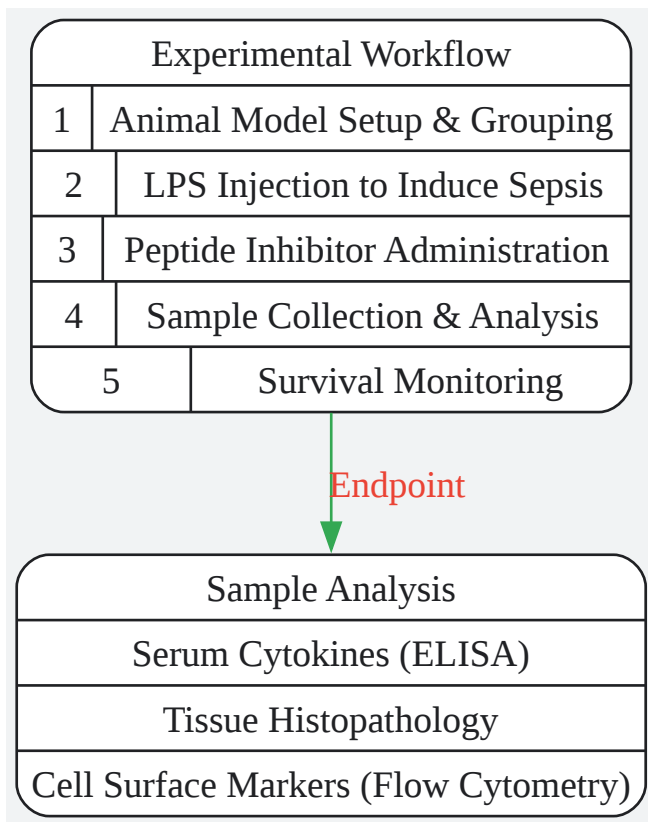 Experimental Workflow
1 Animal Model Setup & Grouping
2 LPS Injection to Induce Sepsis
3 Peptide Inhibitor Administration
4 Sample Collection & Analysis
5 Survival Monitoring
Endpoint
Sample Analysis
Serum Cytokines (ELISA)
Tissue Histopathology
Cell Surface Markers (Flow Cytometry)